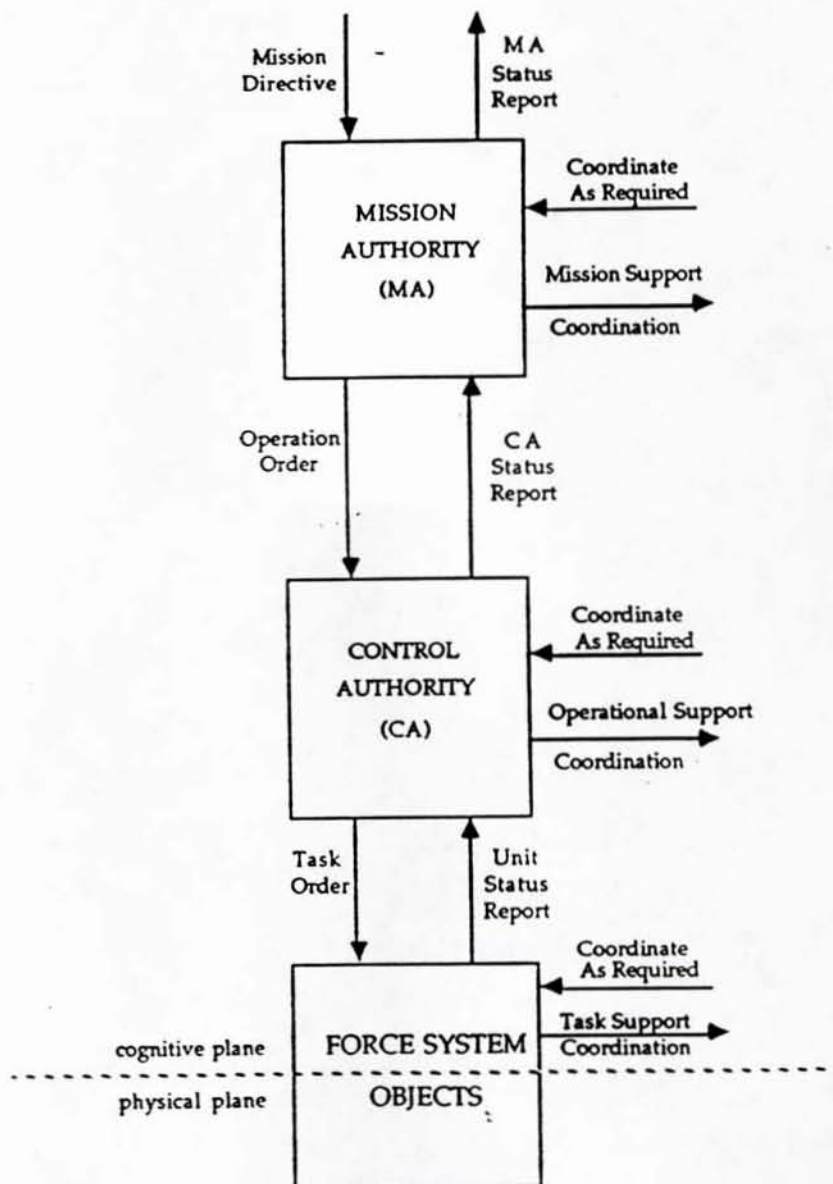 Mission
Directive
MA
Status
Report
MISSION
AUTHORITY
(MA)
Coordinate
As Required
Mission Support
Coordination
Operation
Order
CA
Status
Report
CONTROL
AUTHORITY
(CA)
Coordinate
As Required
Operational Support
Coordination
Task
Order
Unit
Status
Report
Coordinate
As Required
Task Support
Coordination
cognitive plane
FORCE SYSTEM
physical plane
OBJECTS